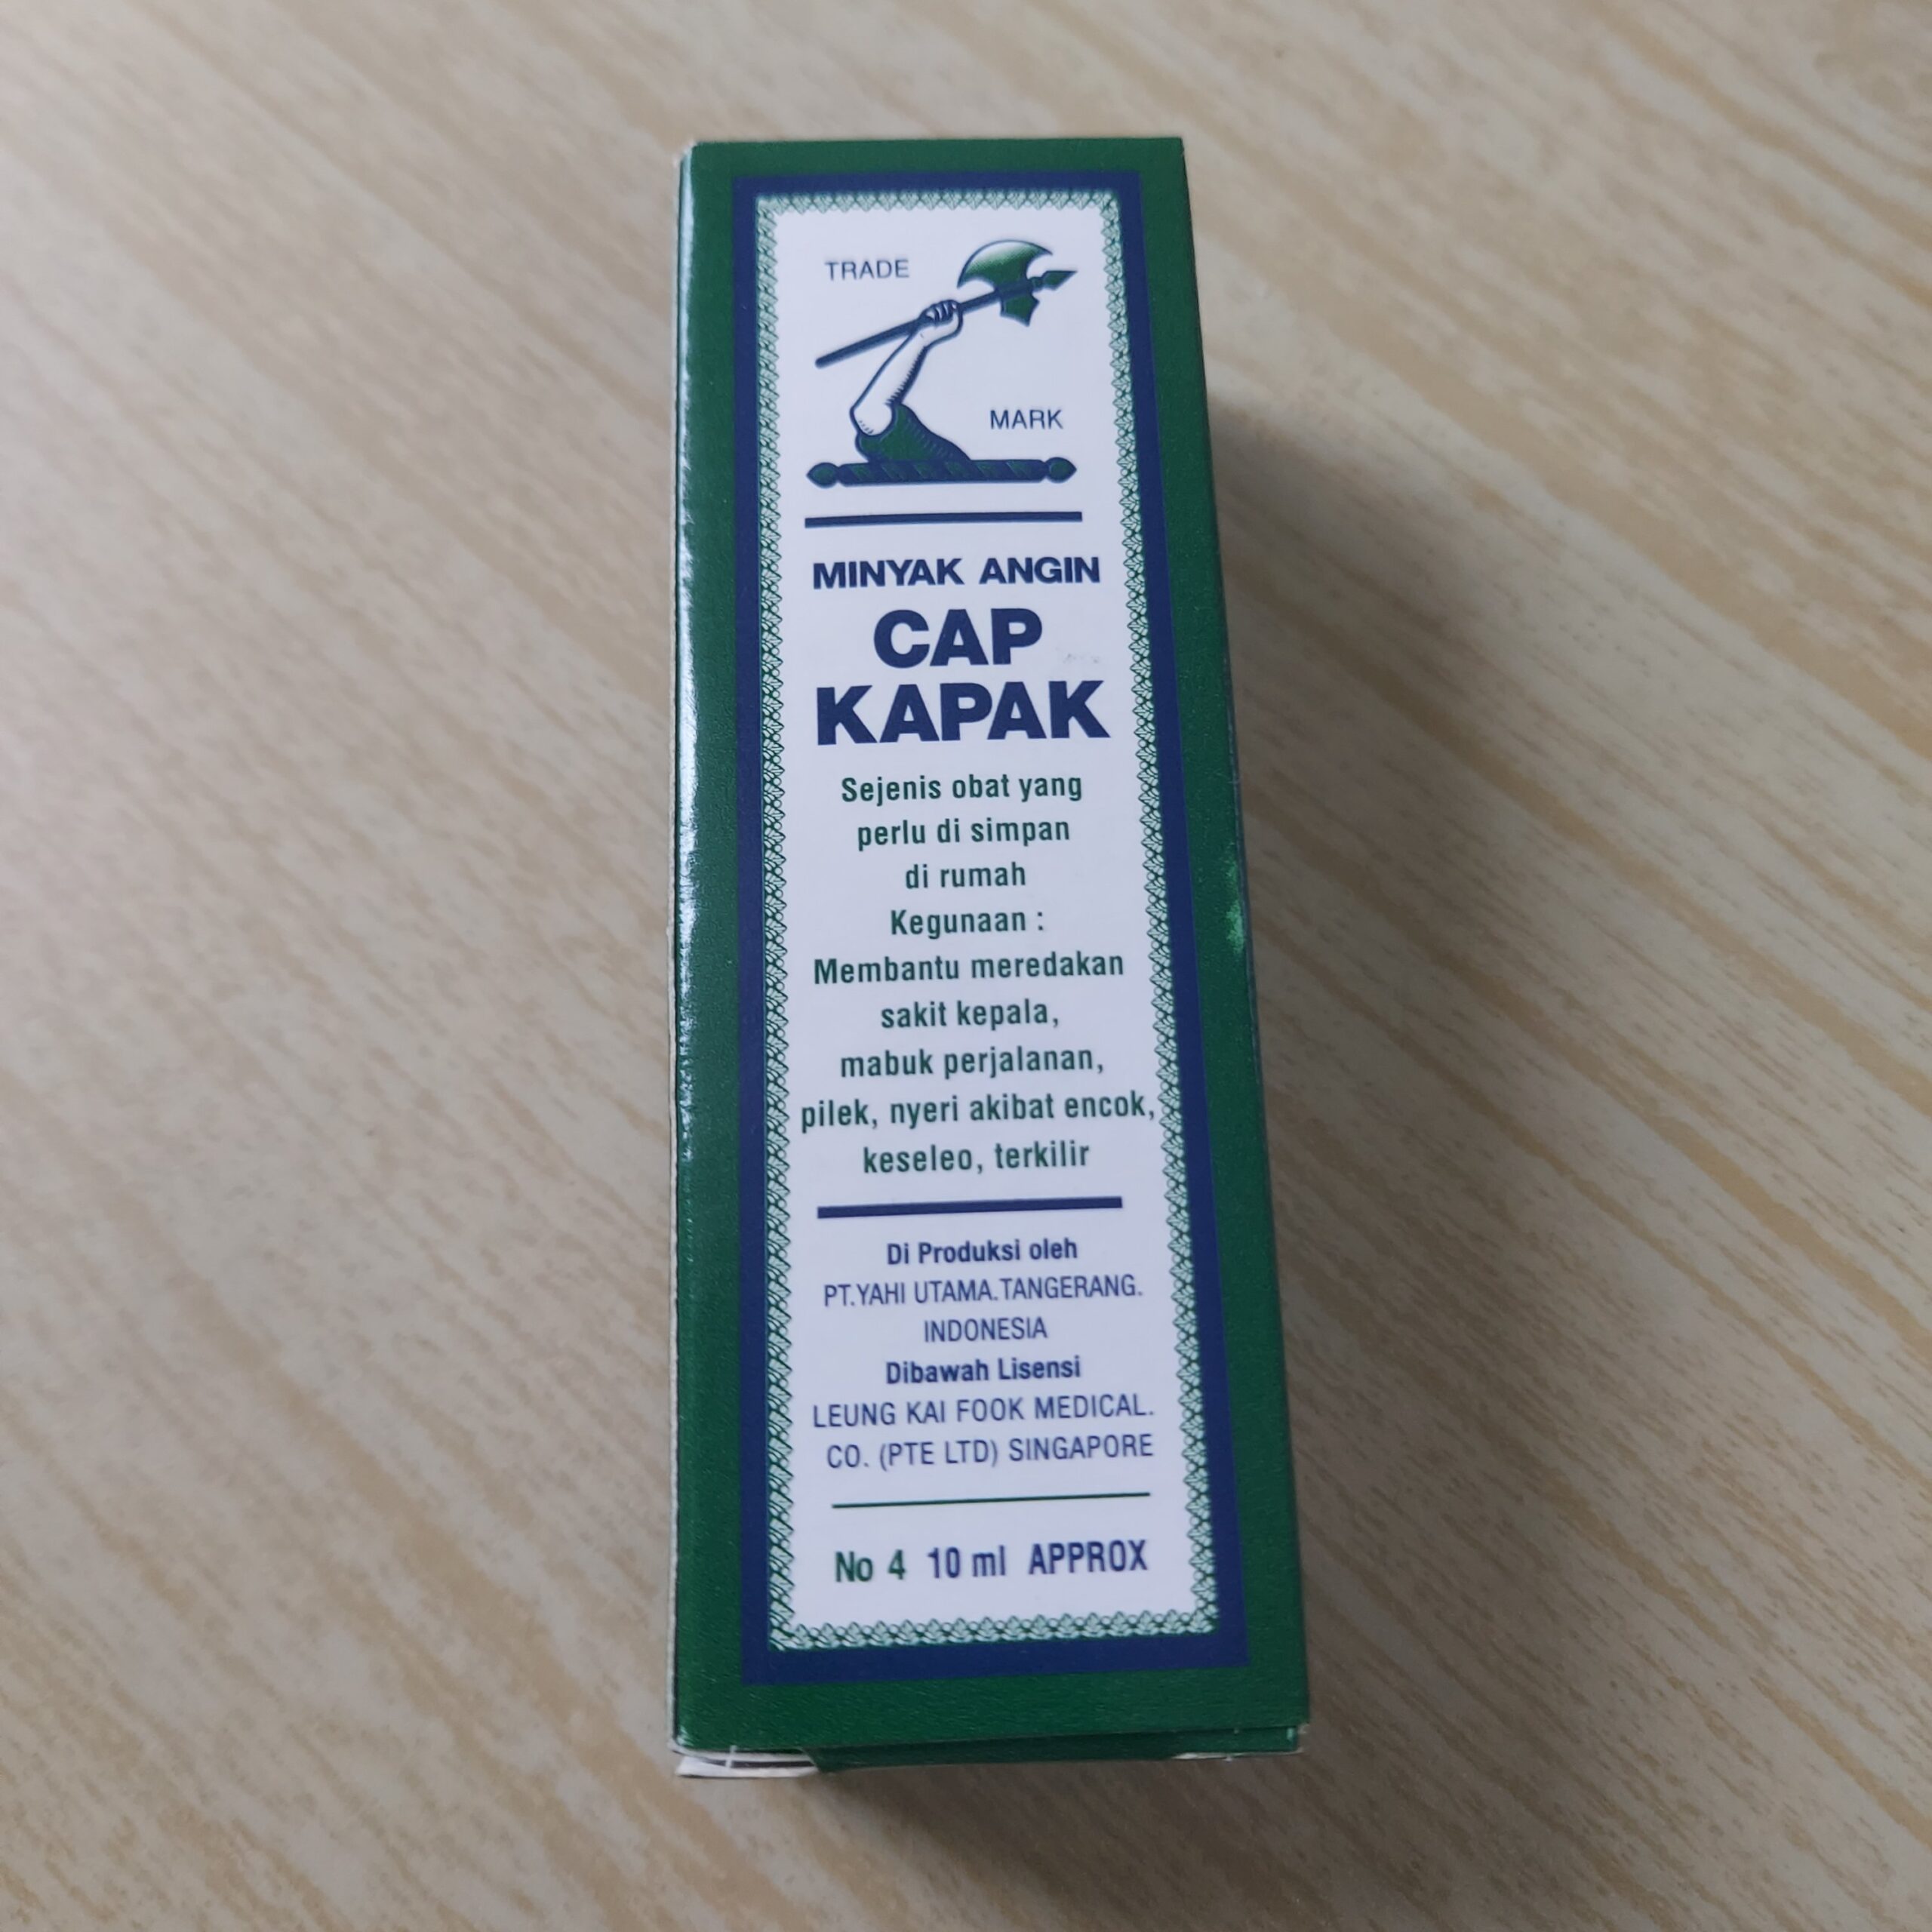 TRADE
MARK
MINYAK ANGIN
CAP
KAPAK
Sejenis obat yang
perlu di simpan
di rumah
Kegunaan :
Membantu meredakan
sakit kepala,
mabuk perjalanan,
pilek, nyeri akibat encok,
keseleo, terkilir
Di Produksi oleh
PT.YAHI UTAMA.TANGERANG.
INDONESIA
Dibawah Lisensi
LEUNG KAI FOOK MEDICAL.
CO. (PTE LTD) SINGAPORE
No 4 10 ml APPROX